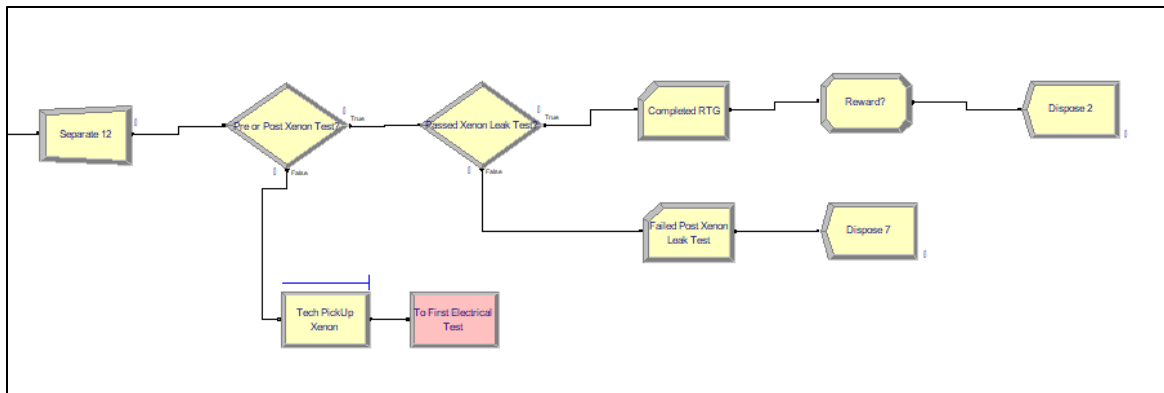 Separate 12
Pre or Post Xenon Test?
True
False
Passed Xenon Leak Test?
True
False
Completed RTG
Reward?
Dispose 2
Failed Post Xenon
Leak Test
Dispose 7
Tech PickUp
Xenon
To First Electrical
Test